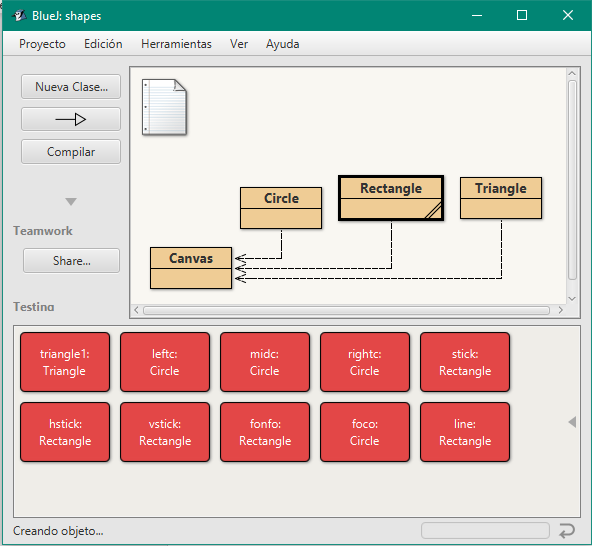 BlueJ: shapes
Proyecto Edición Herramientas Ver Ayuda
Nueva Clase...
Compilar
Teamwork
Share...
Testing
Circle
Rectangle
Triangle
Canvas
triangle1:
Triangle
leftc:
Circle
midc:
Circle
rightc:
Circle
stick:
Rectangle
hstick:
Rectangle
vstick:
Rectangle
fonfo:
Rectangle
foco:
Circle
line:
Rectangle
Creando objeto...